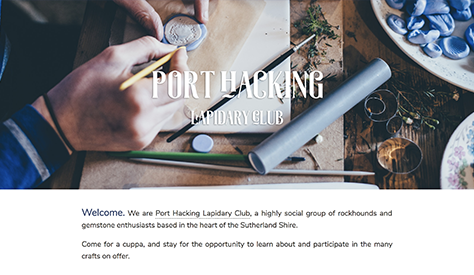 PORT HACKING
LAPIDARY CLUB
Welcome. We are Port Hacking Lapidary Club, a highly social group of rockhounds and
gemstone enthusiasts based in the heart of the Sutherland Shire.
Come for a cuppa, and stay for the opportunity to learn about and participate in the many
crafts on offer.